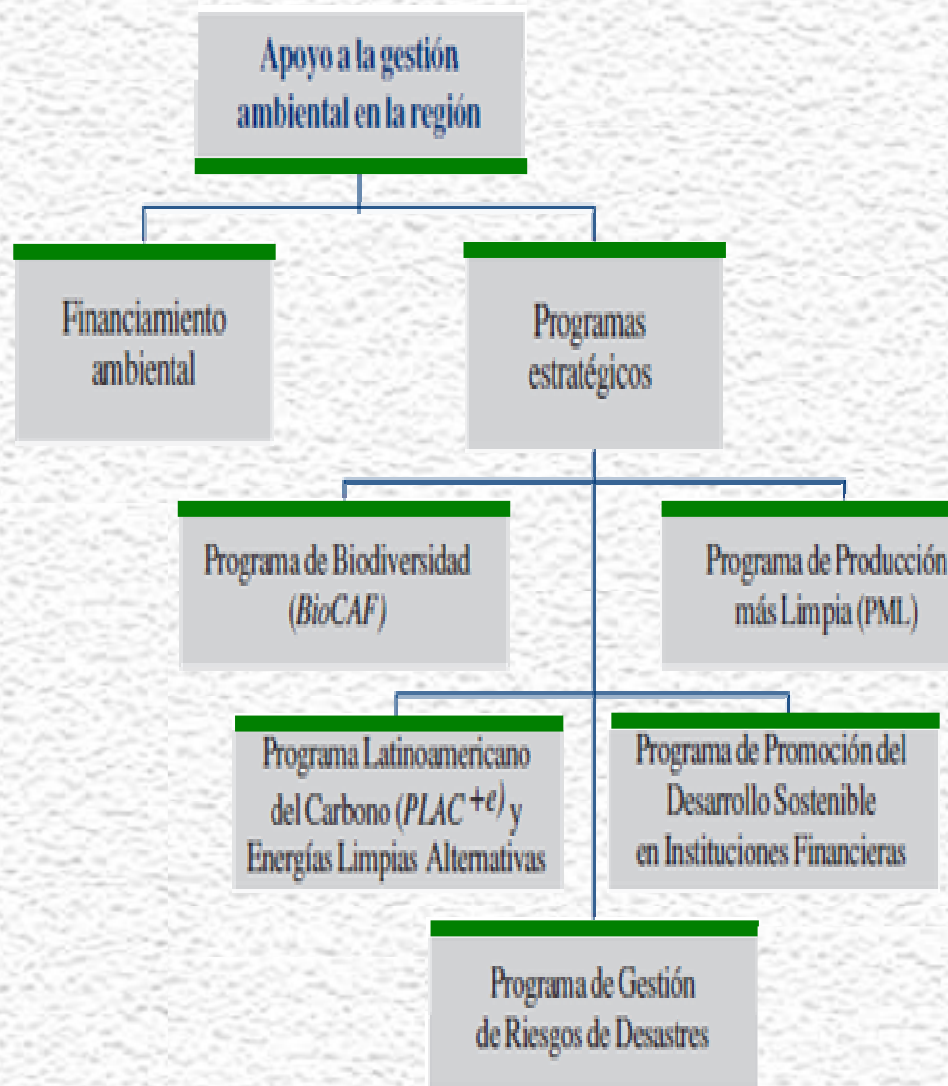 Apoyo a la gestión
ambiental en la región
Financiamiento
ambiental
Programas
estratégicos
Programa de Biodiversidad
(BioCAF)
Programa de Producción
más Limpia (PML)
Programa Latinoamericano
del Carbono (PLAC+e) y
Energías Limpias Alternativas
Programa de Promoción del
Desarrollo Sostenible
en Instituciones Financieras
Programa de Gestión
de Riesgos de Desastres